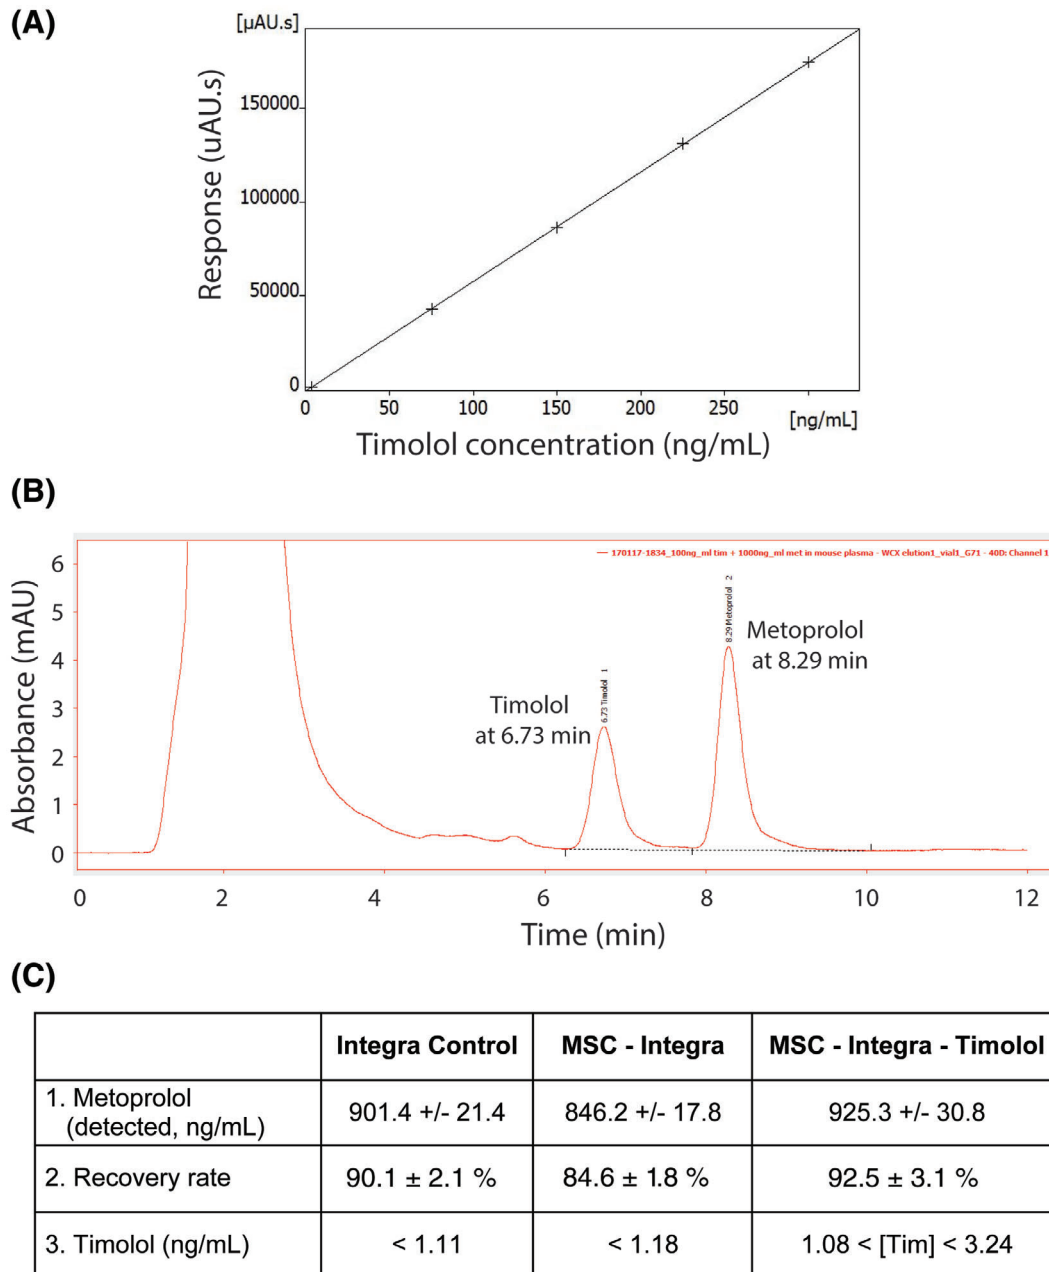 (A)
[µAU.s]
Response (uAU.s)
150000
100000
50000
0
0 50 100 150 200 250 [ng/mL]
Timolol concentration (ng/mL)
(B)
170117-1834_100ng_ml tim + 1000ng_ml met in mouse plasma - WCX elution1_vial1_G71 - 40D: Channel 1
Absorbance (mAU)
6
5
4
3
2
1
0
8.29 Metoprolol 2
Metoprolol
at 8.29 min
6.73 Timolol 1
Timolol
at 6.73 min
0 2 4 6 8 10 12
Time (min)
(C)
Integra Control MSC - Integra MSC - Integra - Timolol
1. Metoprolol
(detected, ng/mL) 901.4 +/- 21.4 846.2 +/- 17.8 925.3 +/- 30.8
2. Recovery rate 90.1 ± 2.1 % 84.6 ± 1.8 % 92.5 ± 3.1 %
3. Timolol (ng/mL) < 1.11 < 1.18 1.08 < [Tim] < 3.24